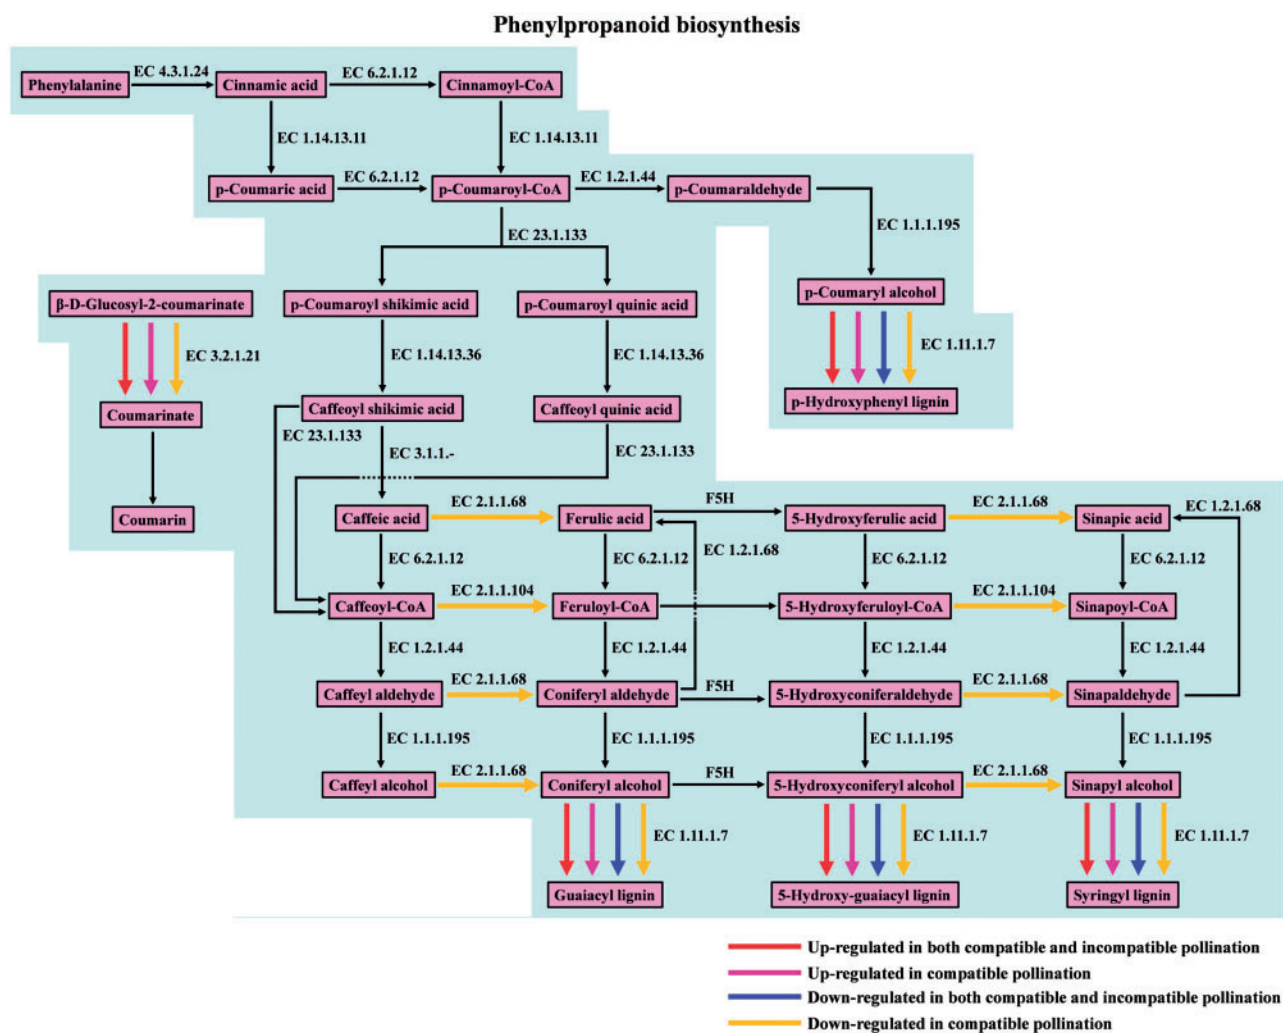 Phenylpropanoid biosynthesis
Phenylalanine
EC 4.3.1.24
Cinnamic acid
EC 6.2.1.12
Cinnamoyl-CoA
EC 1.14.13.11
EC 1.14.13.11
p-Coumaric acid
EC 6.2.1.12
p-Coumaroyl-CoA
EC 1.2.1.44
p-Coumaraldehyde
EC 23.1.133
EC 1.1.1.195
β-D-Glucosyl-2-coumarinate
p-Coumaroyl shikimic acid
p-Coumaroyl quinic acid
p-Coumaryl alcohol
EC 3.2.1.21
EC 1.14.13.36
EC 1.14.13.36
EC 1.11.1.7
Coumarinate
Caffeoyl shikimic acid
Caffeoyl quinic acid
p-Hydroxyphenyl lignin
EC 23.1.133
EC 3.1.1.-
EC 23.1.133
Coumarin
Caffeic acid
EC 2.1.1.68
Ferulic acid
F5H
5-Hydroxyferulic acid
EC 2.1.1.68
Sinapic acid
EC 1.2.1.68
EC 6.2.1.12
EC 6.2.1.12
EC 1.2.1.68
EC 6.2.1.12
EC 6.2.1.12
Caffeoyl-CoA
EC 2.1.1.104
Feruloyl-CoA
5-Hydroxyferuloyl-CoA
EC 2.1.1.104
Sinapoyl-CoA
EC 1.2.1.44
EC 1.2.1.44
EC 1.2.1.44
EC 1.2.1.44
Caffeyl aldehyde
EC 2.1.1.68
Coniferyl aldehyde
F5H
5-Hydroxyconiferaldehyde
EC 2.1.1.68
Sinapaldehyde
EC 1.1.1.195
EC 1.1.1.195
EC 1.1.1.195
EC 1.1.1.195
Caffeyl alcohol
EC 2.1.1.68
Coniferyl alcohol
F5H
5-Hydroxyconiferyl alcohol
EC 2.1.1.68
Sinapyl alcohol
EC 1.11.1.7
EC 1.11.1.7
EC 1.11.1.7
Guaiacyl lignin
5-Hydroxy-guaiacyl lignin
Syringyl lignin
Up-regulated in both compatible and incompatible pollination
Up-regulated in compatible pollination
Down-regulated in both compatible and incompatible pollination
Down-regulated in compatible pollination